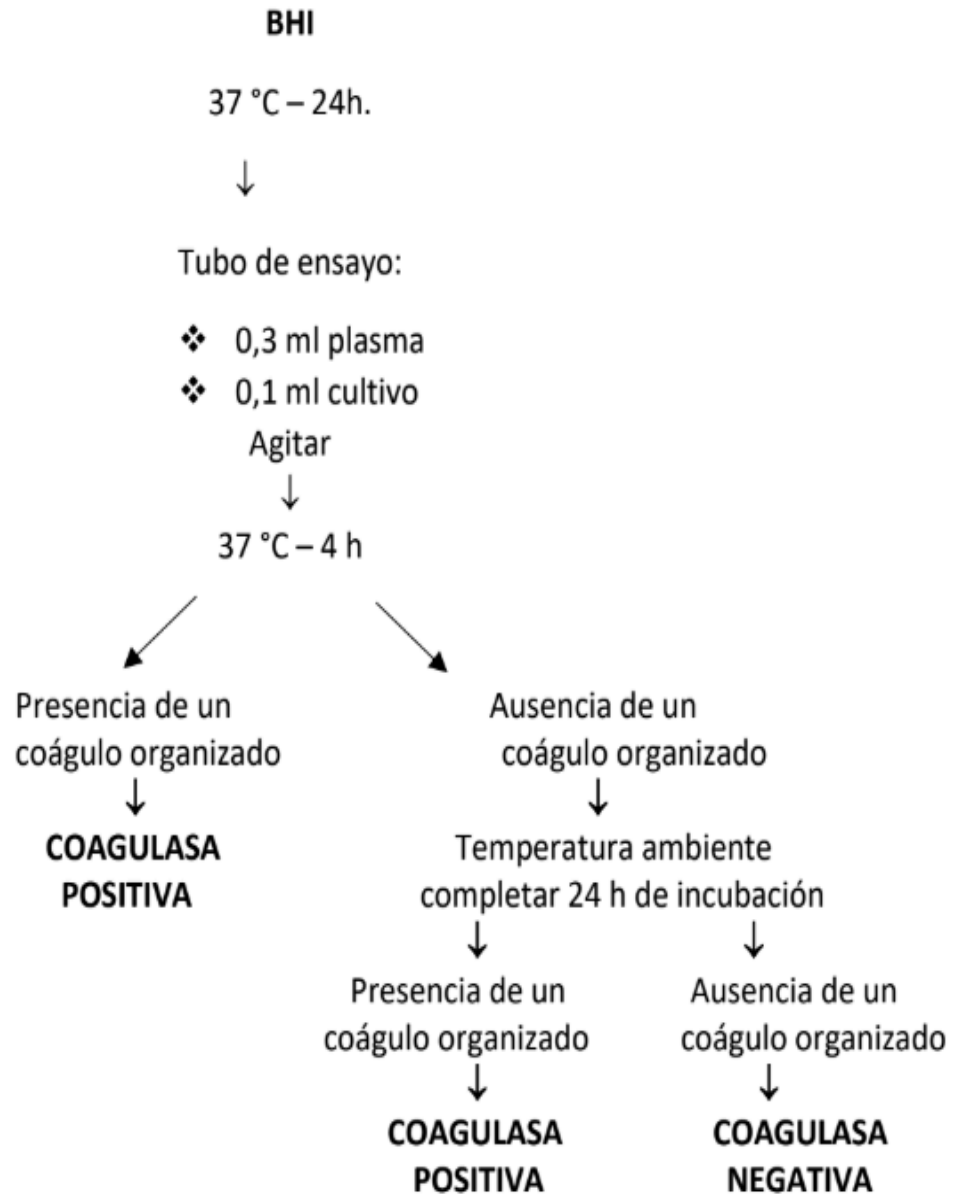 BHI
37 °C – 24h.
↓
Tubo de ensayo:
❖ 0,3 ml plasma
❖ 0,1 ml cultivo
Agitar
↓
37 °C – 4 h
Presencia de un
coágulo organizado
↓
COAGULASA
POSITIVA
Ausencia de un
coágulo organizado
↓
Temperatura ambiente
completar 24 h de incubación
↓
Presencia de un
coágulo organizado
↓
COAGULASA
POSITIVA
↓
Ausencia de un
coágulo organizado
↓
COAGULASA
NEGATIVA